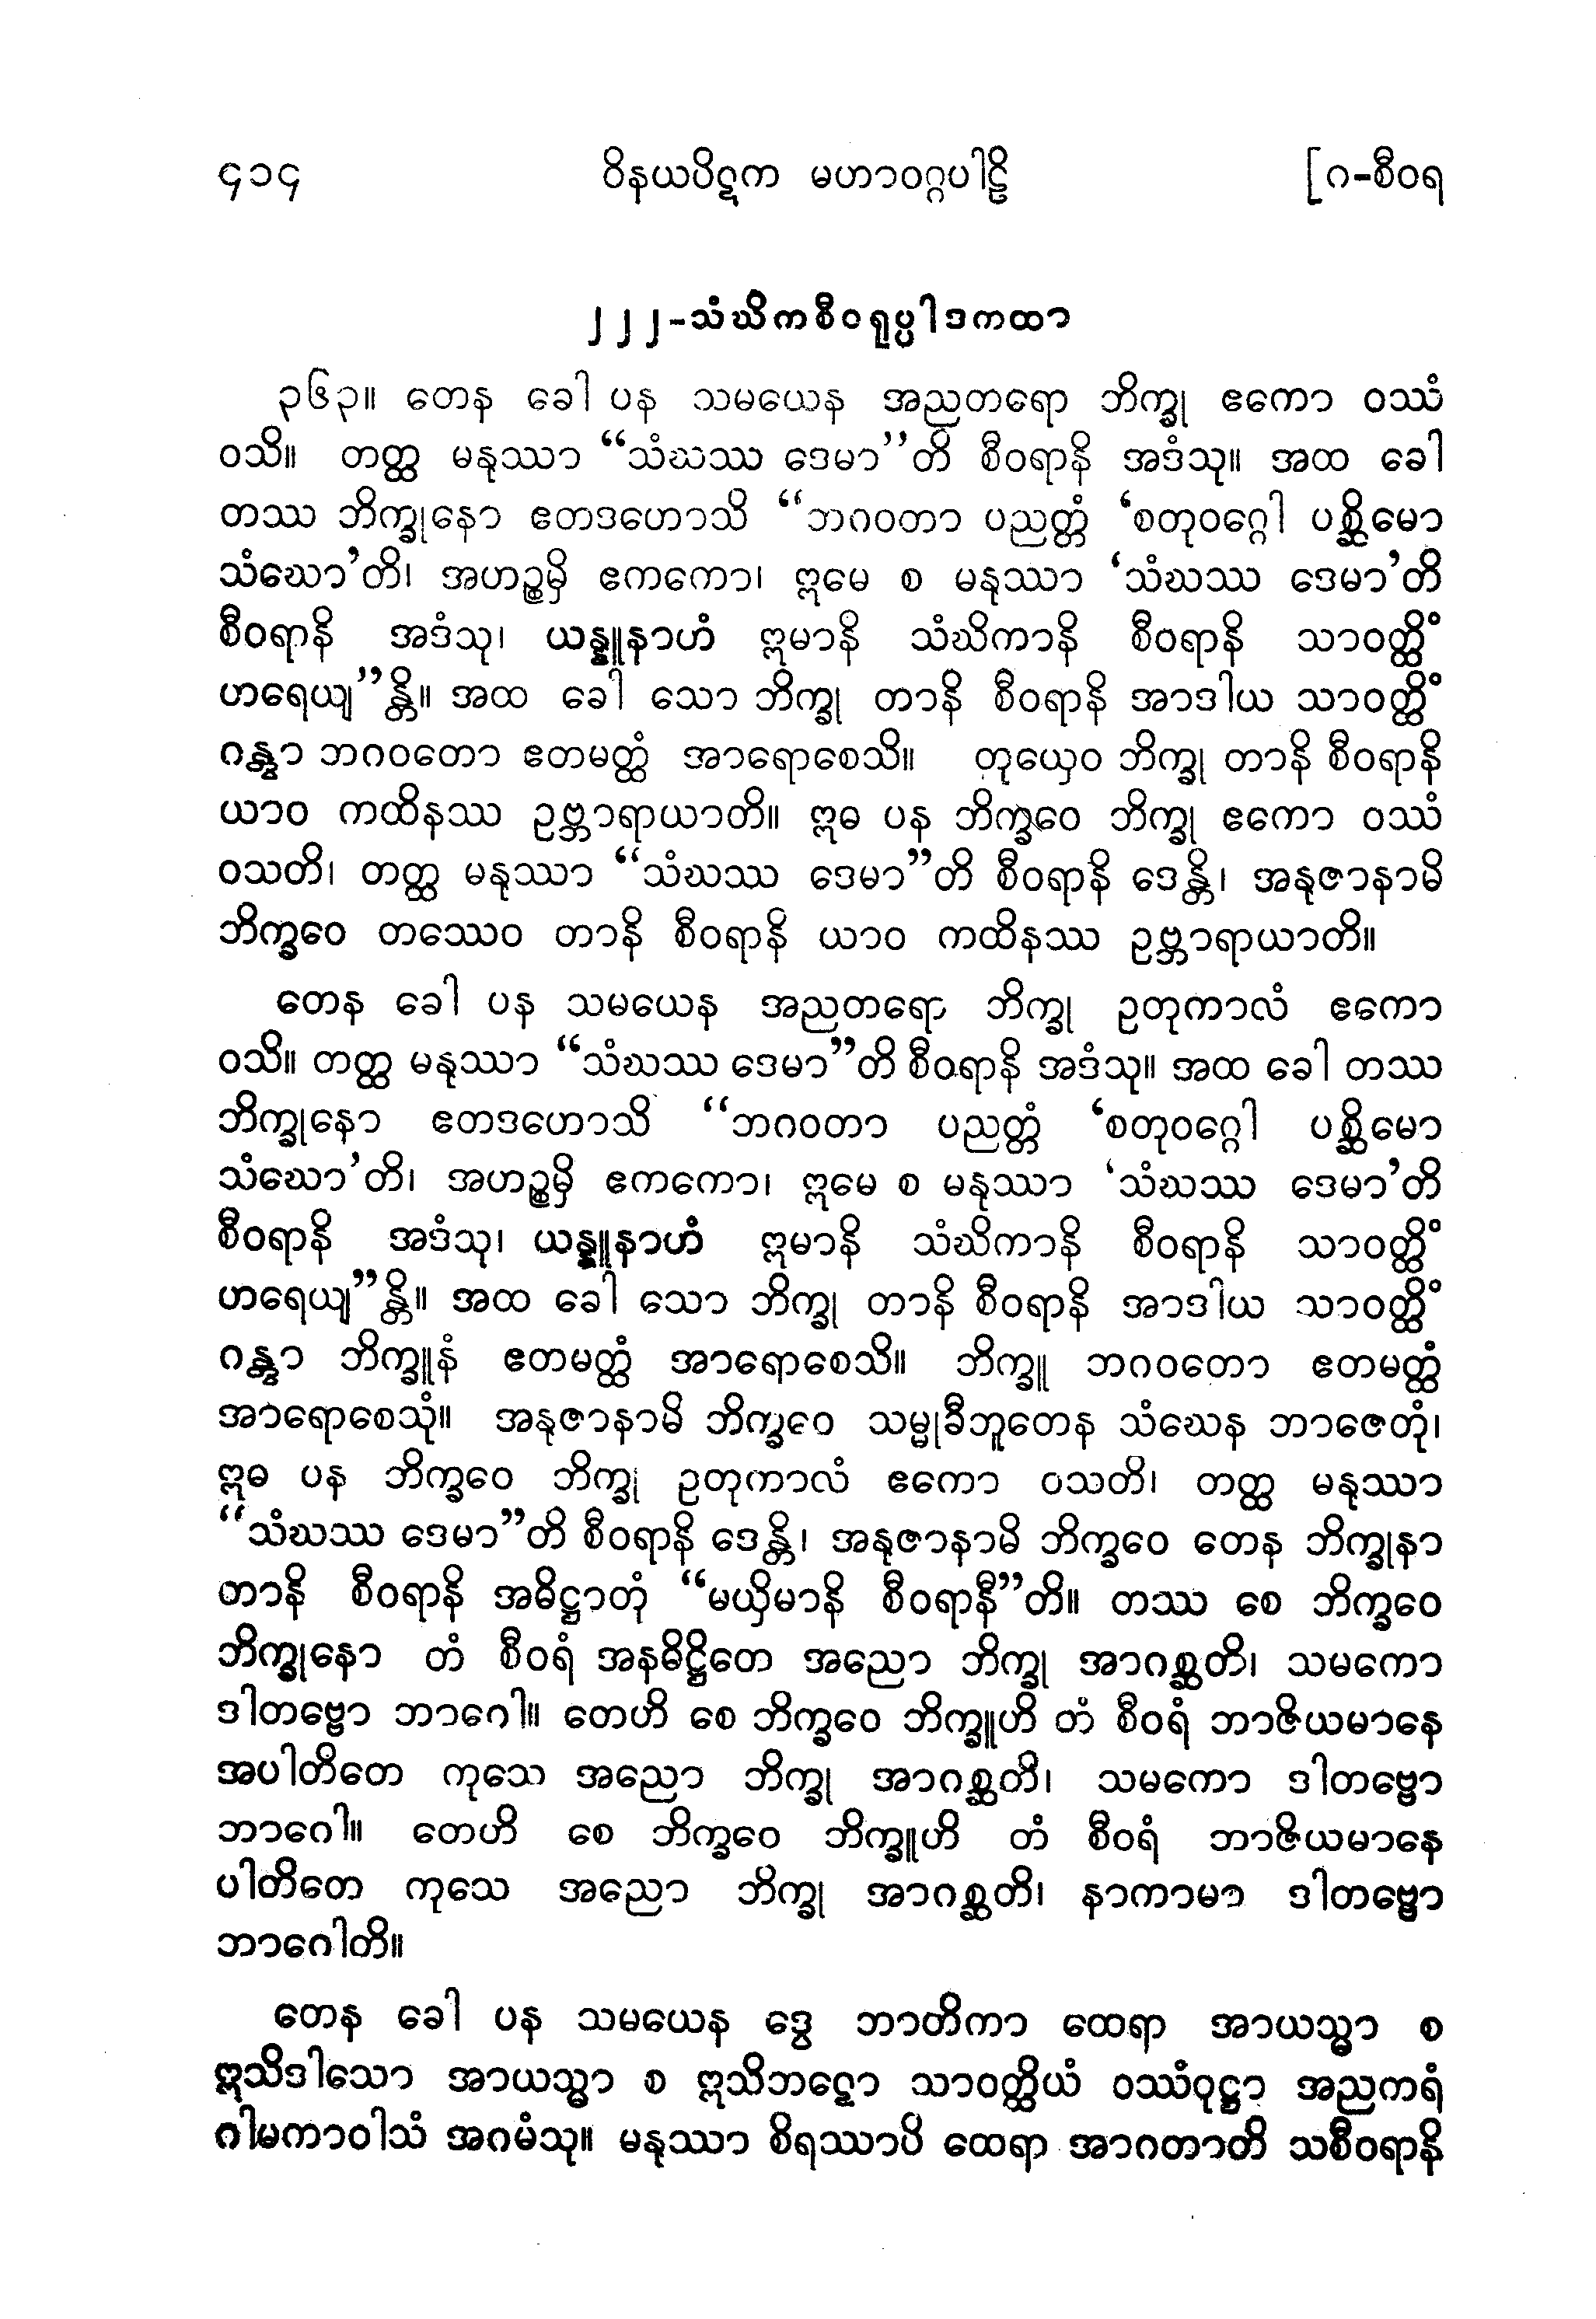 ၄၁၄ ဝိနယပိဋက မဟာဝဂ္ဂပါဠိ [၈-စီဝရ
၂၂၂-သံဃိကစီဝရုပ္ပါဒကထာ
၃၆၃။ တေန ခေါ ပန သမယေန အညတရော ဘိက္ခု ဧကော ဝဿံ
ဝသိ။ တတ္ထ မနုဿာ “သံဃဿ ဒေမာ”တိ စီဝရာနိ အဒံသု။ အထ ခေါ
တဿ ဘိက္ခုနော ဧတဒဟောသိ “ဘဂဝတာ ပညတ္တံ ‘စတုဝဂ္ဂေါ ပစ္ဆိမော
သံဃော’တိ၊ အဟဉ္စမှိ ဧကကော၊ ဣမေ စ မနုဿာ ‘သံဃဿ ဒေမာ’တိ
စီဝရာနိ အဒံသု၊ ယန္နူနာဟံ ဣမာနိ သံဃိကာနိ စီဝရာနိ သာဝတ္ထိံ
ဟရေယျ”န္တိ။ အထ ခေါ သော ဘိက္ခု တာနိ စီဝရာနိ အာဒါယ သာဝတ္ထိံ
ဂန္တွာ ဘဂဝတော ဧတမတ္ထံ အာရောစေသိ။ တုယှေဝ ဘိက္ခု တာနိ စီဝရာနိ
ယာဝ ကထိနဿ ဥဗ္ဘာရာယာတိ။ ဣဓ ပန ဘိက္ခဝေ ဘိက္ခု ဧကော ဝဿံ
ဝသတိ၊ တတ္ထ မနုဿာ “သံဃဿ ဒေမာ”တိ စီဝရာနိ ဒေန္တိ၊ အနုဇာနာမိ
ဘိက္ခဝေ တဿေဝ တာနိ စီဝရာနိ ယာဝ ကထိနဿ ဥဗ္ဘာရာယာတိ။
တေန ခေါ ပန သမယေန အညတရော ဘိက္ခု ဥတုကာလံ ဧကော
ဝသိ။ တတ္ထ မနုဿာ “သံဃဿ ဒေမာ”တိ စီဝရာနိ အဒံသု။ အထ ခေါ တဿ
ဘိက္ခုနော ဧတဒဟောသိ “ဘဂဝတာ ပညတ္တံ ‘စတုဝဂ္ဂေါ ပစ္ဆိမော
သံဃော’တိ၊ အဟဉ္စမှိ ဧကကော၊ ဣမေ စ မနုဿာ ‘သံဃဿ ဒေမာ’တိ
စီဝရာနိ အဒံသု၊ ယန္နူနာဟံ ဣမာနိ သံဃိကာနိ စီဝရာနိ သာဝတ္ထိံ
ဟရေယျ”န္တိ။ အထ ခေါ သော ဘိက္ခု တာနိ စီဝရာနိ အာဒါယ သာဝတ္ထိံ
ဂန္တွာ ဘိက္ခူနံ ဧတမတ္ထံ အာရောစေသိ။ ဘိက္ခူ ဘဂဝတော ဧတမတ္ထံ
အာရောစေသုံ။ အနုဇာနာမိ ဘိက္ခဝေ သမ္မုခီဘူတေန သံဃေန ဘာဇေတုံ၊
ဣဓ ပန ဘိက္ခဝေ ဘိက္ခု ဥတုကာလံ ဧကော ဝသတိ၊ တတ္ထ မနုဿာ
“သံဃဿ ဒေမာ”တိ စီဝရာနိ ဒေန္တိ၊ အနုဇာနာမိ ဘိက္ခဝေ တေန ဘိက္ခုနာ
တာနိ စီဝရာနိ အဓိဋ္ဌာတုံ “မယှိမာနိ စီဝရာနီ”တိ။ တဿ စေ ဘိက္ခဝေ
ဘိက္ခုနော တံ စီဝရံ အနဓိဋ္ဌိတေ အညော ဘိက္ခု အာဂစ္ဆတိ၊ သမကော
ဒါတဗ္ဗော ဘာဂေါ။ တေဟိ စေ ဘိက္ခဝေ ဘိက္ခူဟိ တံ စီဝရံ ဘာဇိယမာနေ
အပါတိတေ ကုသေ အညော ဘိက္ခု အာဂစ္ဆတိ၊ သမကော ဒါတဗ္ဗော
ဘာဂေါ။ တေဟိ စေ ဘိက္ခဝေ ဘိက္ခူဟိ တံ စီဝရံ ဘာဇိယမာနေ
ပါတိတေ ကုသေ အညော ဘိက္ခု အာဂစ္ဆတိ၊ နာကာမာ ဒါတဗ္ဗော
ဘာဂေါတိ။
တေန ခေါ ပန သမယေန ဒွေ ဘာတိကာ ထေရာ အာယသ္မာ စ
ဣသိဒါသော အာယသ္မာ စ ဣသိဘဋ္ဋော သာဝတ္ထိယံ ဝဿံဝုဋ္ဌာ အညကရံ
ဂါမကာဝါသံ အဂမံသု။ မနုဿာ စိရဿာပိ ထေရာ အာဂတာတိ သစီဝရာနိ